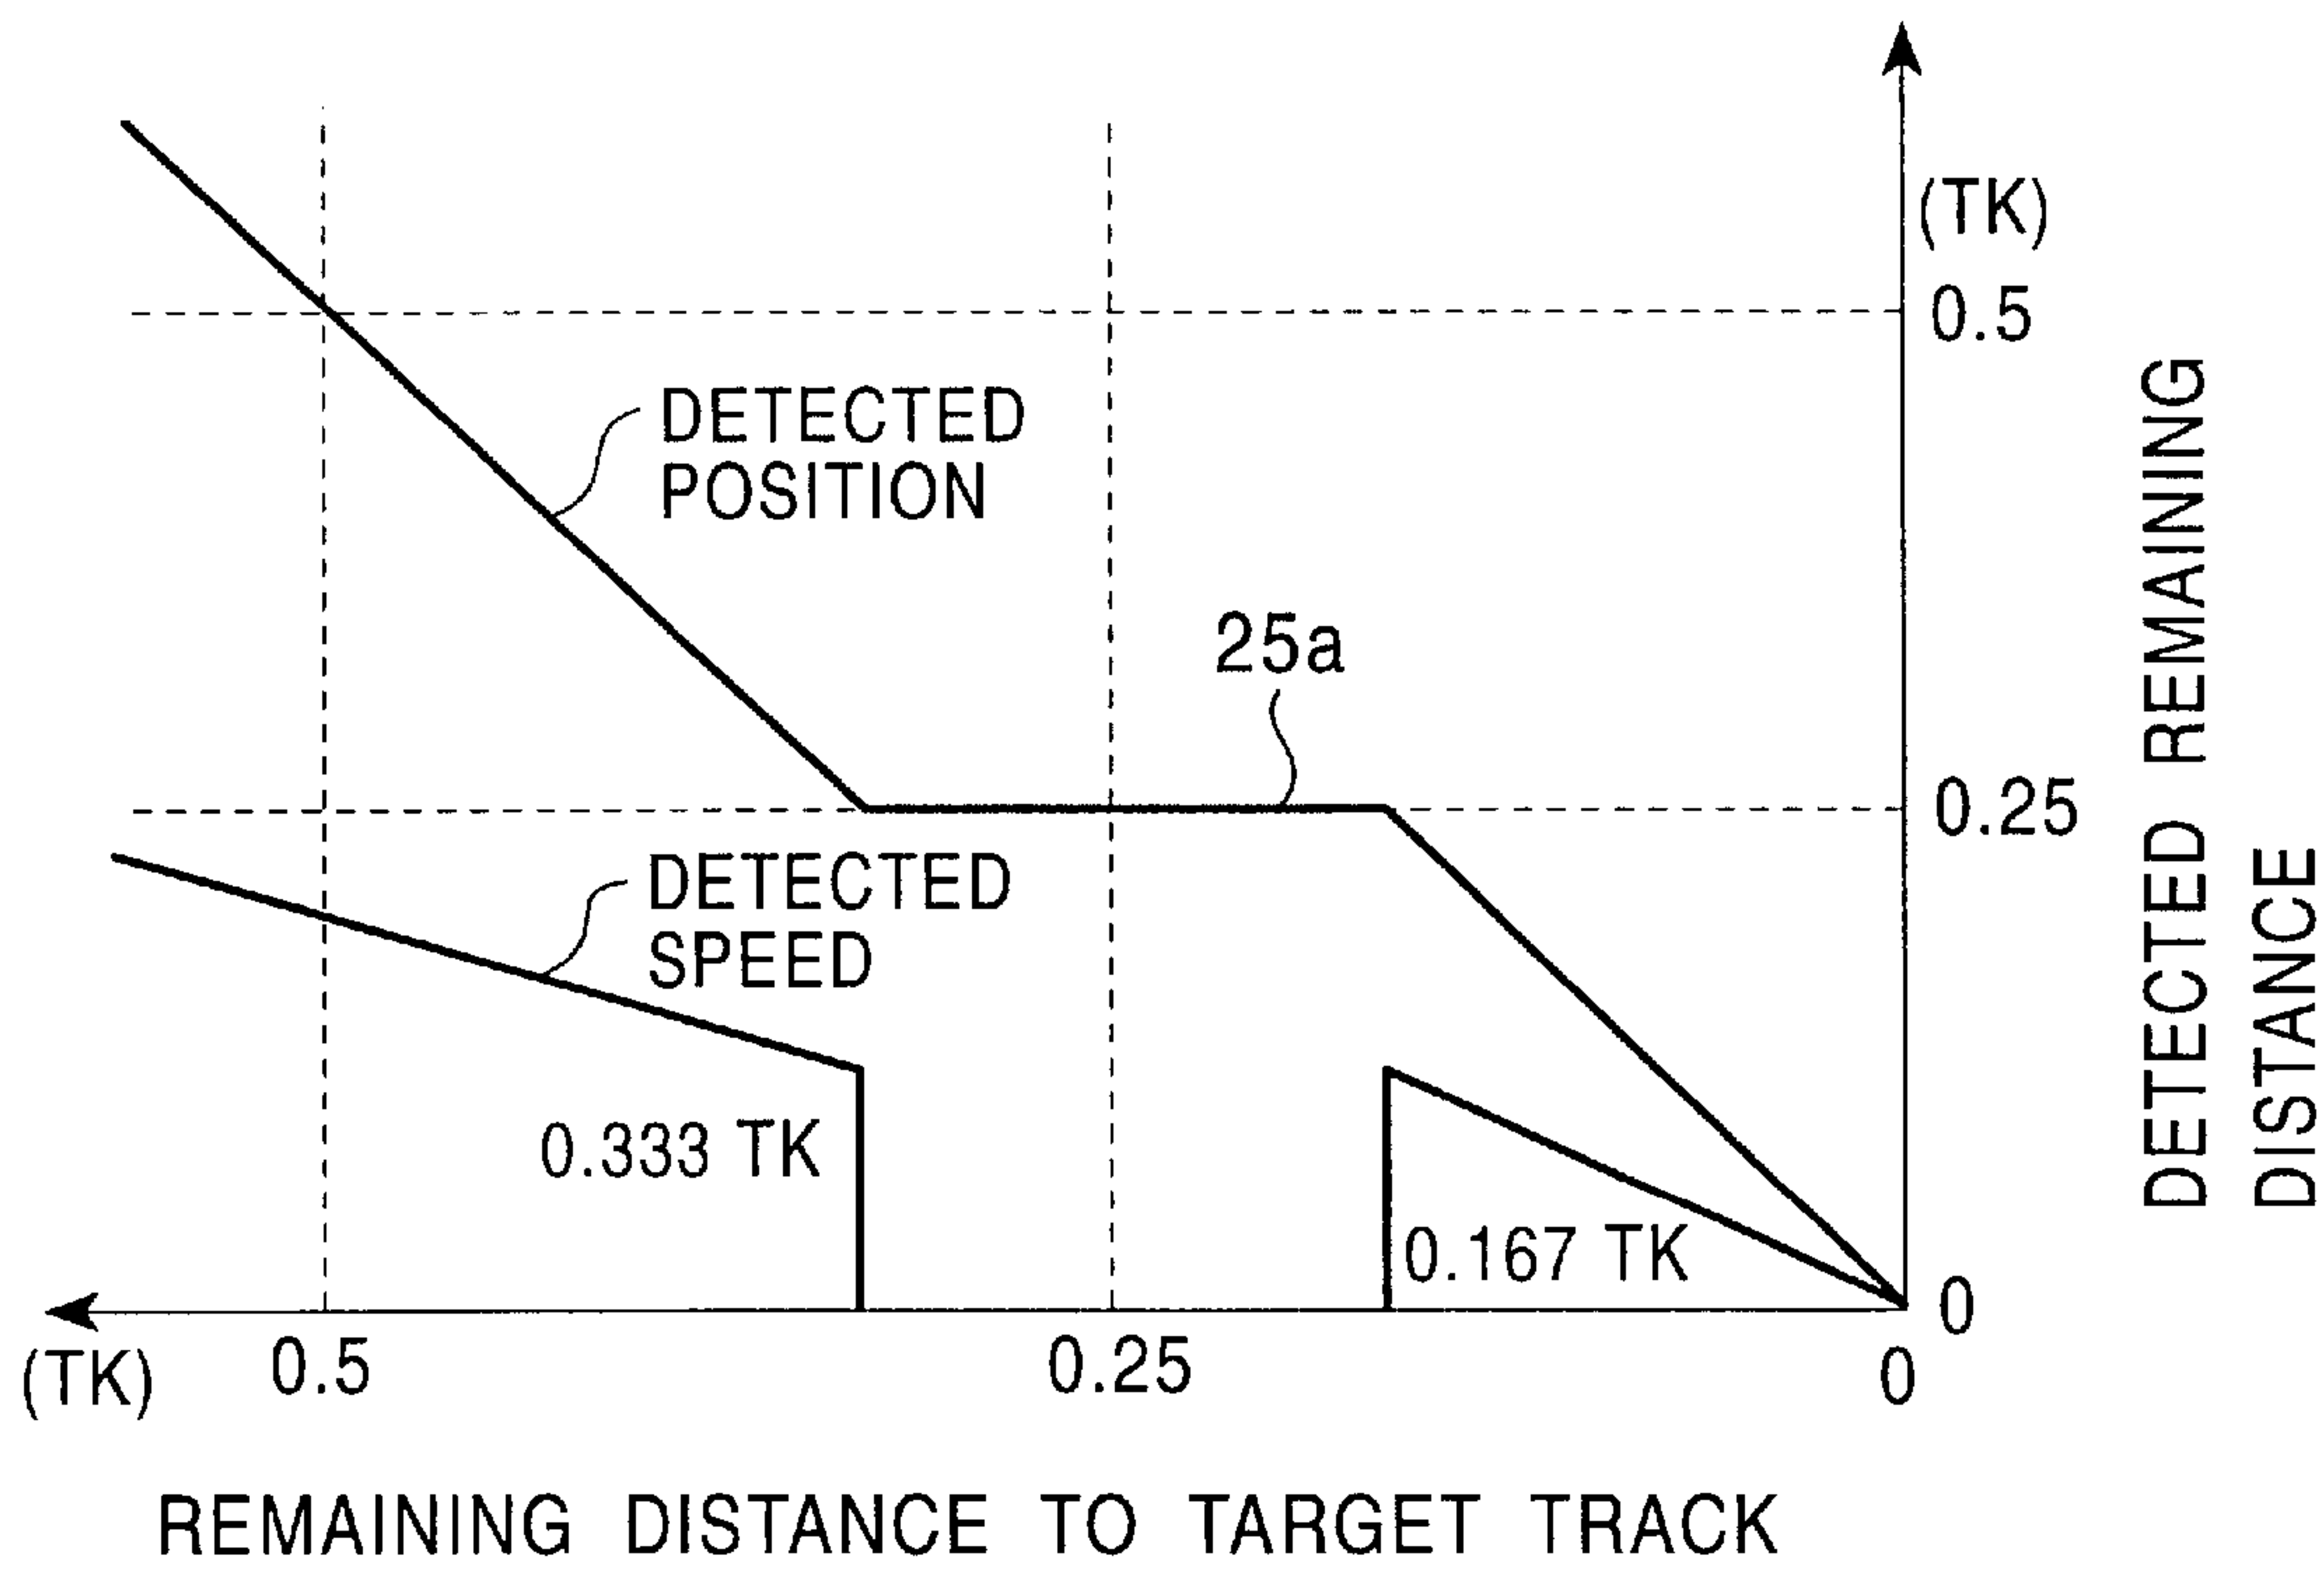 (TK)
0.5
DETECTED
POSITION
25a
0.25
DETECTED
SPEED
0.333 TK
0.167 TK
0
(TK)
0.5
0.25
0
REMAINING DISTANCE TO TARGET TRACK
DETECTED REMAINING
DISTANCE